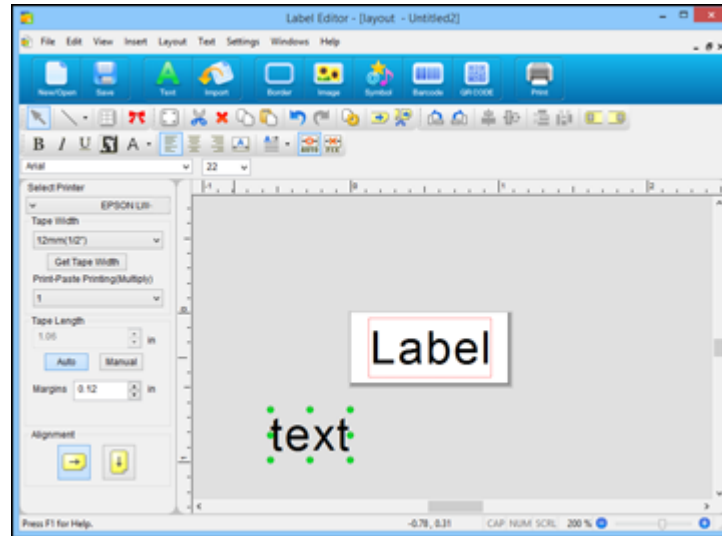 Label Editor - [layout - Untitled2]
File Edit View Insert Layout Text Settings Windows Help
New/Open Save Text Import Border Image Symbol Barcode QR CODE Print
B I U A
Arial 22
Select Printer
EPSON LW-
Tape Width
12mm(1/2")
Get Tape Width
Print-Paste Printing(Multiply)
1
Tape Length
1.06 in
Auto Manual
Margins 0.12 in
Alignment
Label
text
Press F1 for Help. -0.78, 0.31 CAP NUM SCRL 200 %